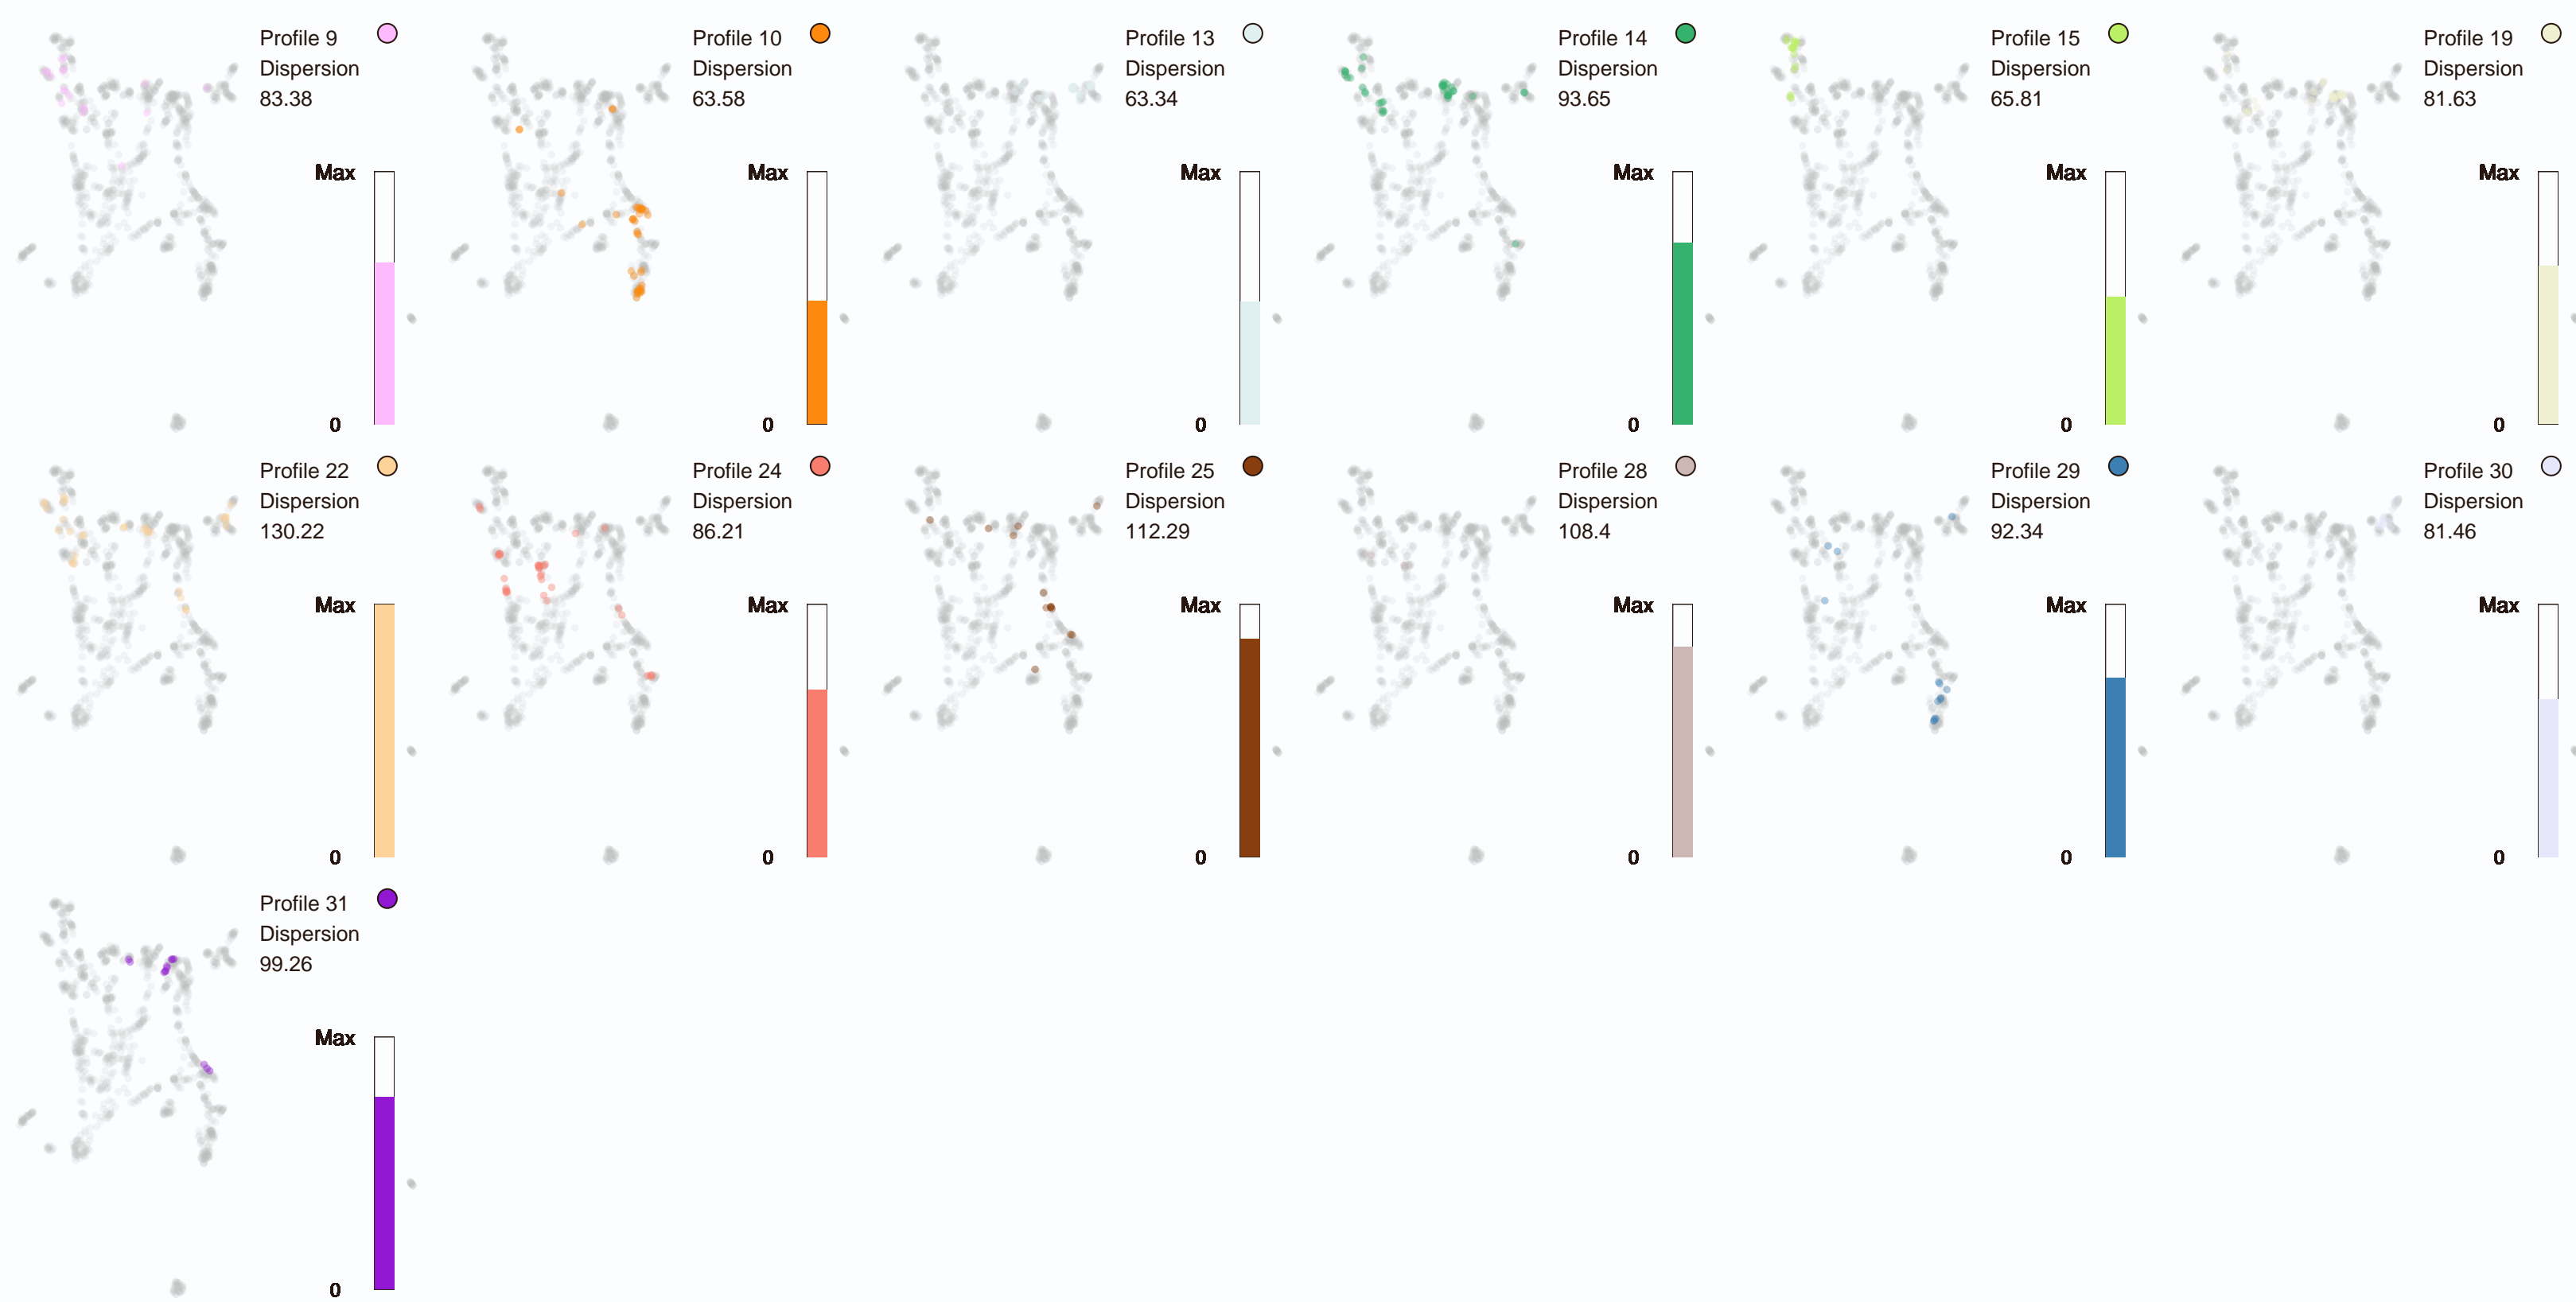 Profile 9
Dispersion
83.38
Max
0
Profile 10
Dispersion
63.58
Max
0
Profile 13
Dispersion
63.34
Max
0
Profile 14
Dispersion
93.65
Max
0
Profile 15
Dispersion
65.81
Max
0
Profile 19
Dispersion
81.63
Max
0
Profile 22
Dispersion
130.22
Max
0
Profile 24
Dispersion
86.21
Max
0
Profile 25
Dispersion
112.29
Max
0
Profile 28
Dispersion
108.4
Max
0
Profile 29
Dispersion
92.34
Max
0
Profile 30
Dispersion
81.46
Max
0
Profile 31
Dispersion
99.26
Max
0